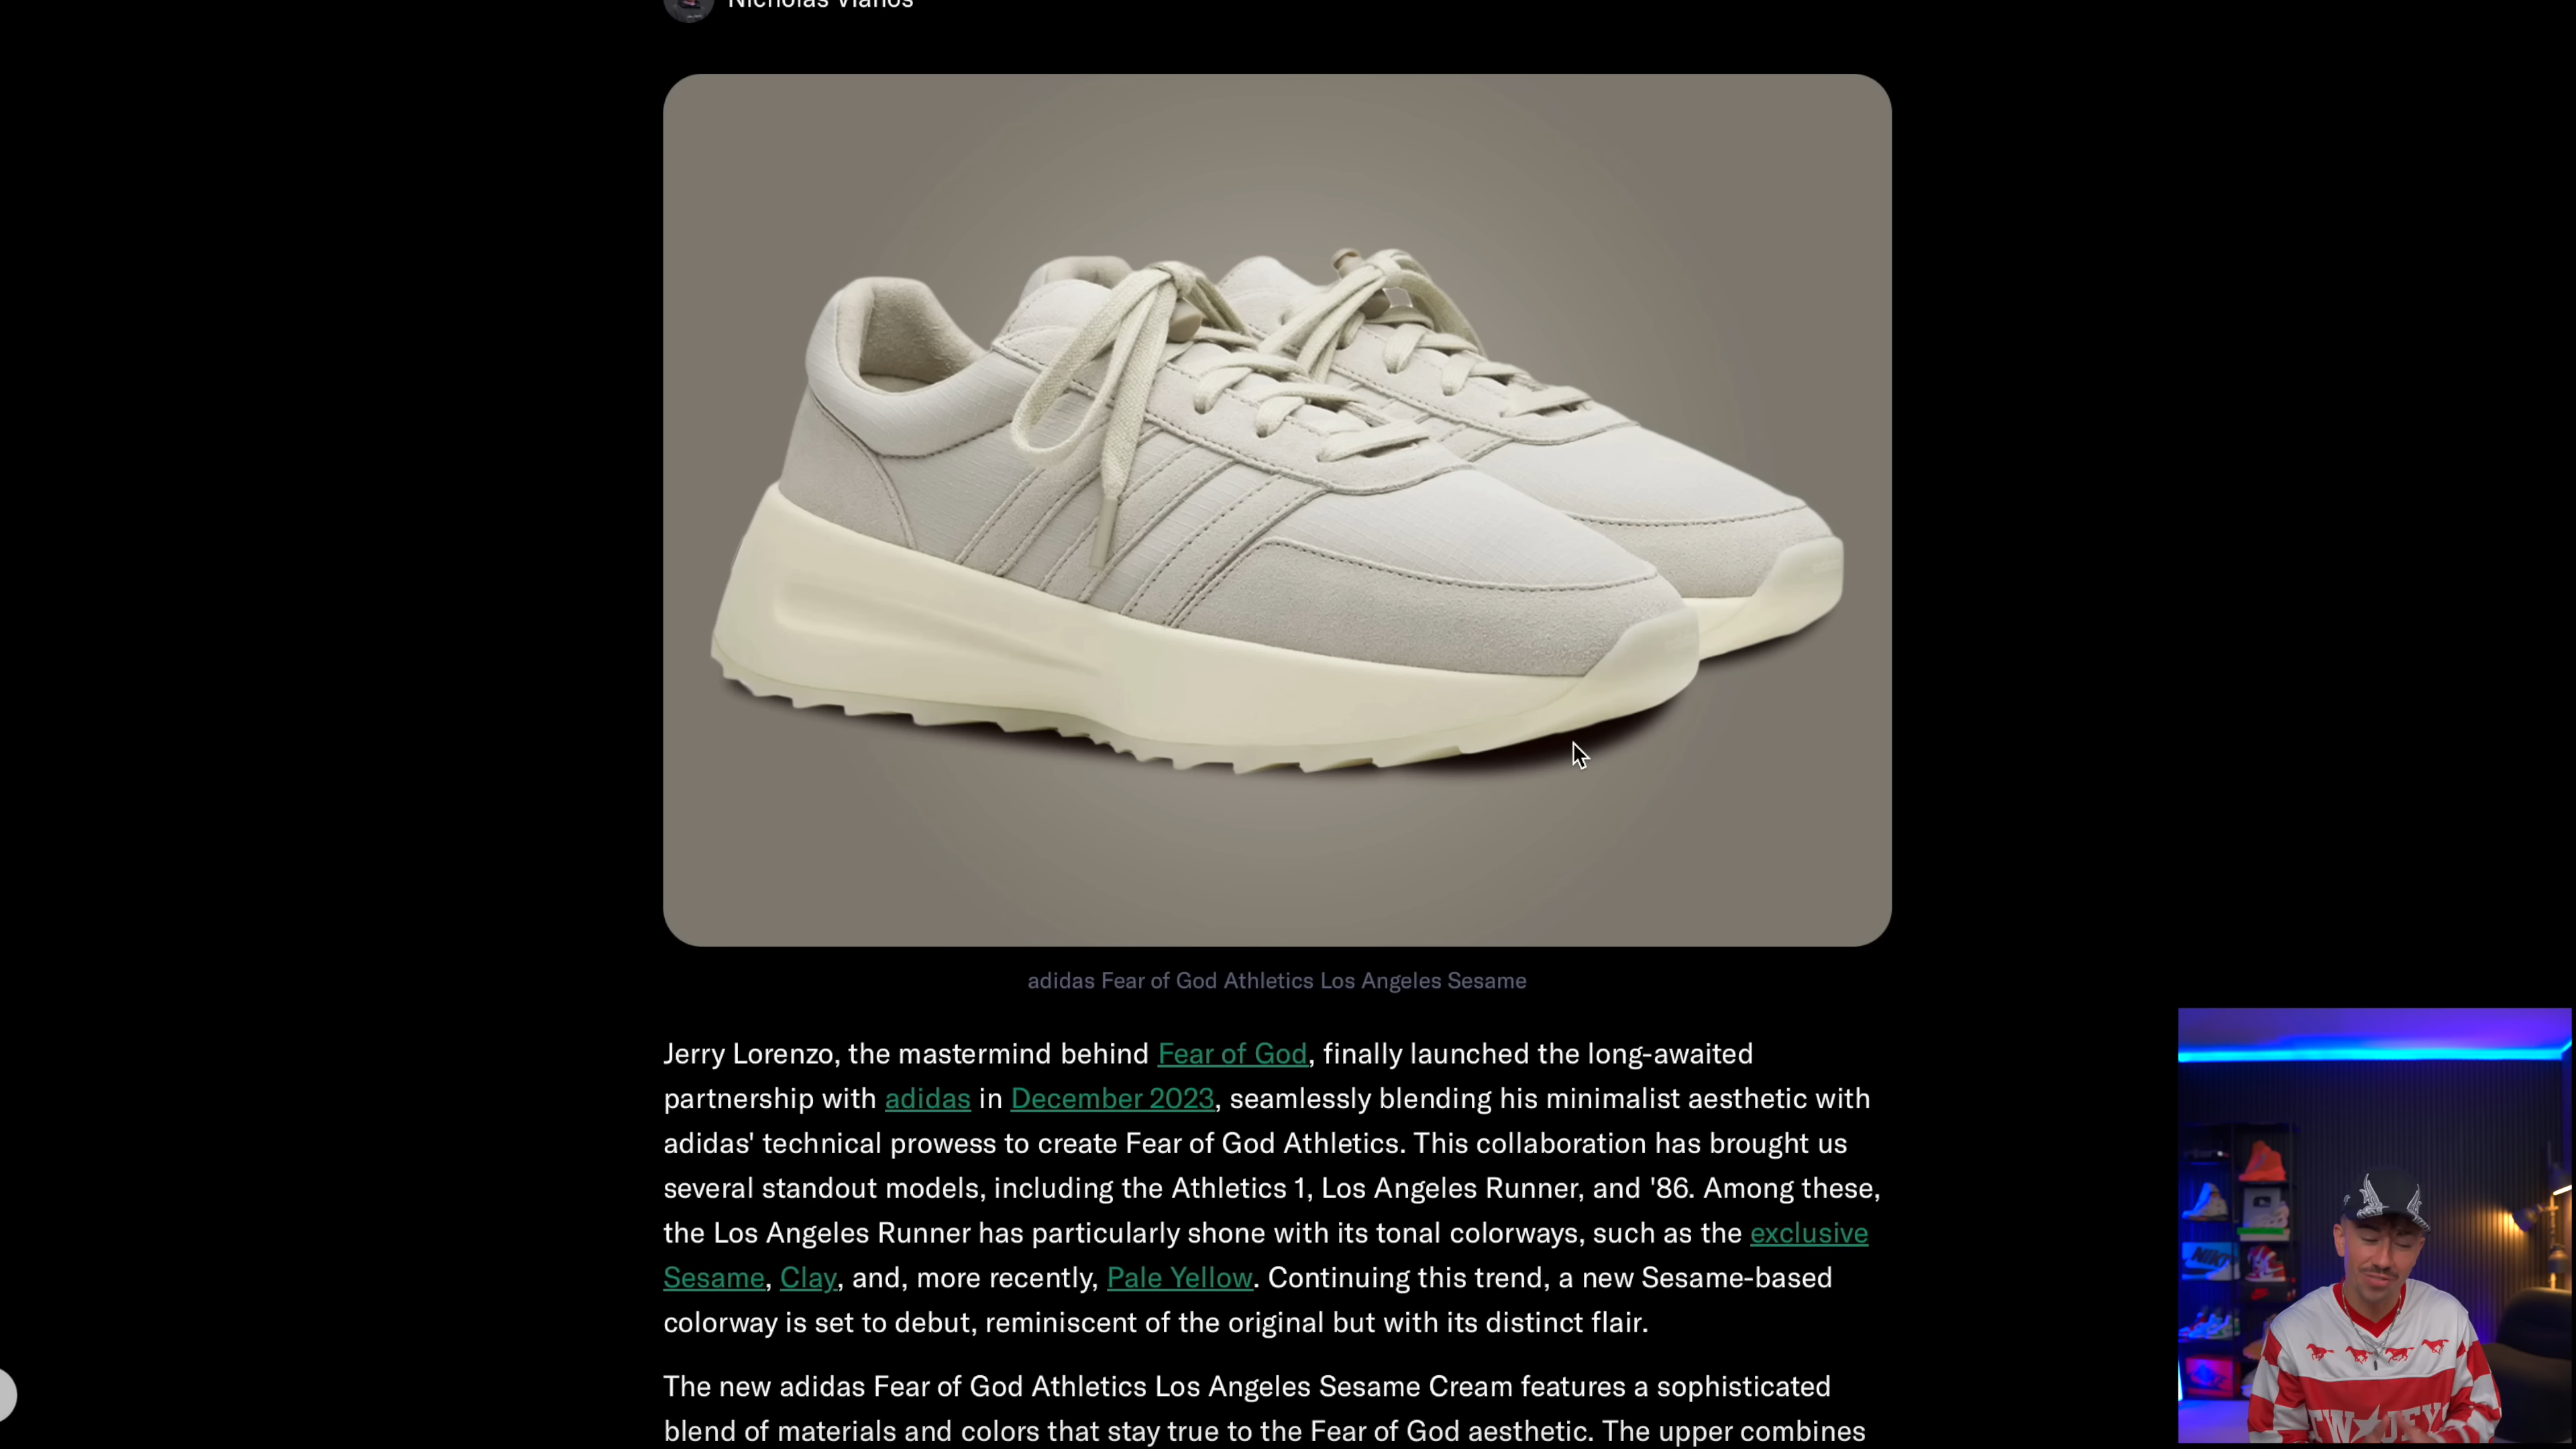 Nicholas Vianos
adidas Fear of God Athletics Los Angeles Sesame
Jerry Lorenzo, the mastermind behind Fear of God, finally launched the long-awaited
partnership with adidas in December 2023, seamlessly blending his minimalist aesthetic with
adidas' technical prowess to create Fear of God Athletics. This collaboration has brought us
several standout models, including the Athletics 1, Los Angeles Runner, and '86. Among these,
the Los Angeles Runner has particularly shone with its tonal colorways, such as the exclusive
Sesame, Clay, and, more recently, Pale Yellow. Continuing this trend, a new Sesame-based
colorway is set to debut, reminiscent of the original but with its distinct flair.
The new adidas Fear of God Athletics Los Angeles Sesame Cream features a sophisticated
blend of materials and colors that stay true to the Fear of God aesthetic. The upper combines
NIKE